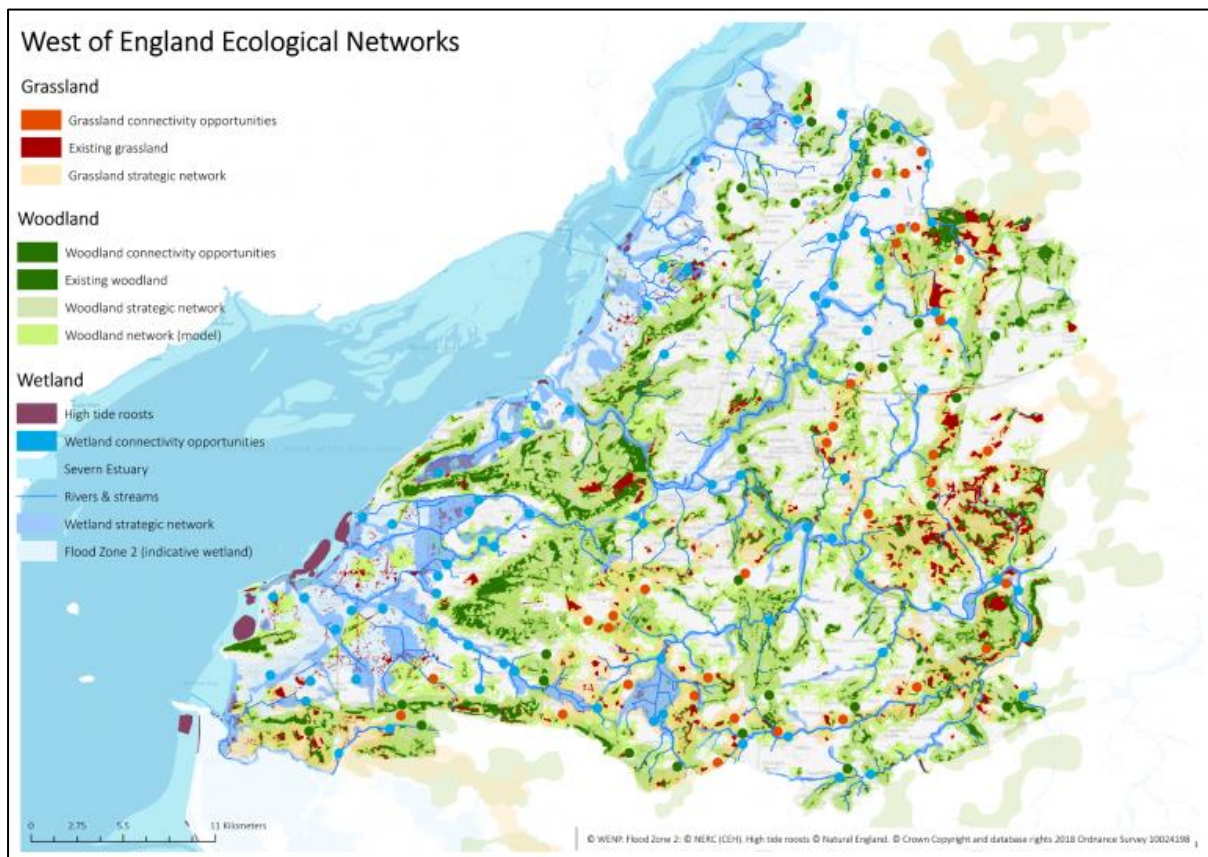 West of England Ecological Networks
Grassland
Grassland connectivity opportunities
Existing grassland
Grassland strategic network
Woodland
Woodland connectivity opportunities
Existing woodland
Woodland strategic network
Woodland network (model)
Wetland
High tide roosts
Wetland connectivity opportunities
Severn Estuary
Rivers & streams
Wetland strategic network
Flood Zone 2 (indicative wetland)
0 2.75 5.5 11 Kilometers
© WENP. Flood Zone 2: © NERC (CEH). High tide roosts © Natural England. © Crown Copyright and database rights 2018 Ordnance Survey 10024198 1